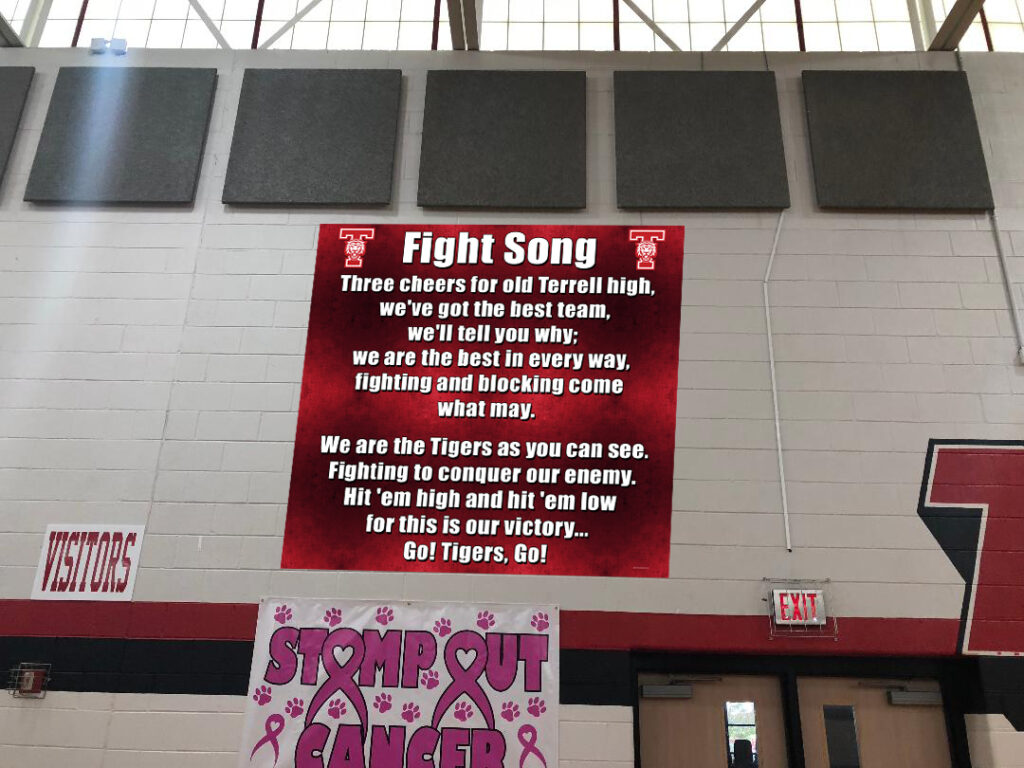 Fight Song
Three cheers for old Terrell high,
we've got the best team,
we'll tell you why;
we are the best in every way,
fighting and blocking come
what may.
We are the Tigers as you can see.
Fighting to conquer our enemy.
Hit 'em high and hit 'em low
for this is our victory...
Go! Tigers, Go!
VISITORS
EXIT
STOMP OUT
CANCER